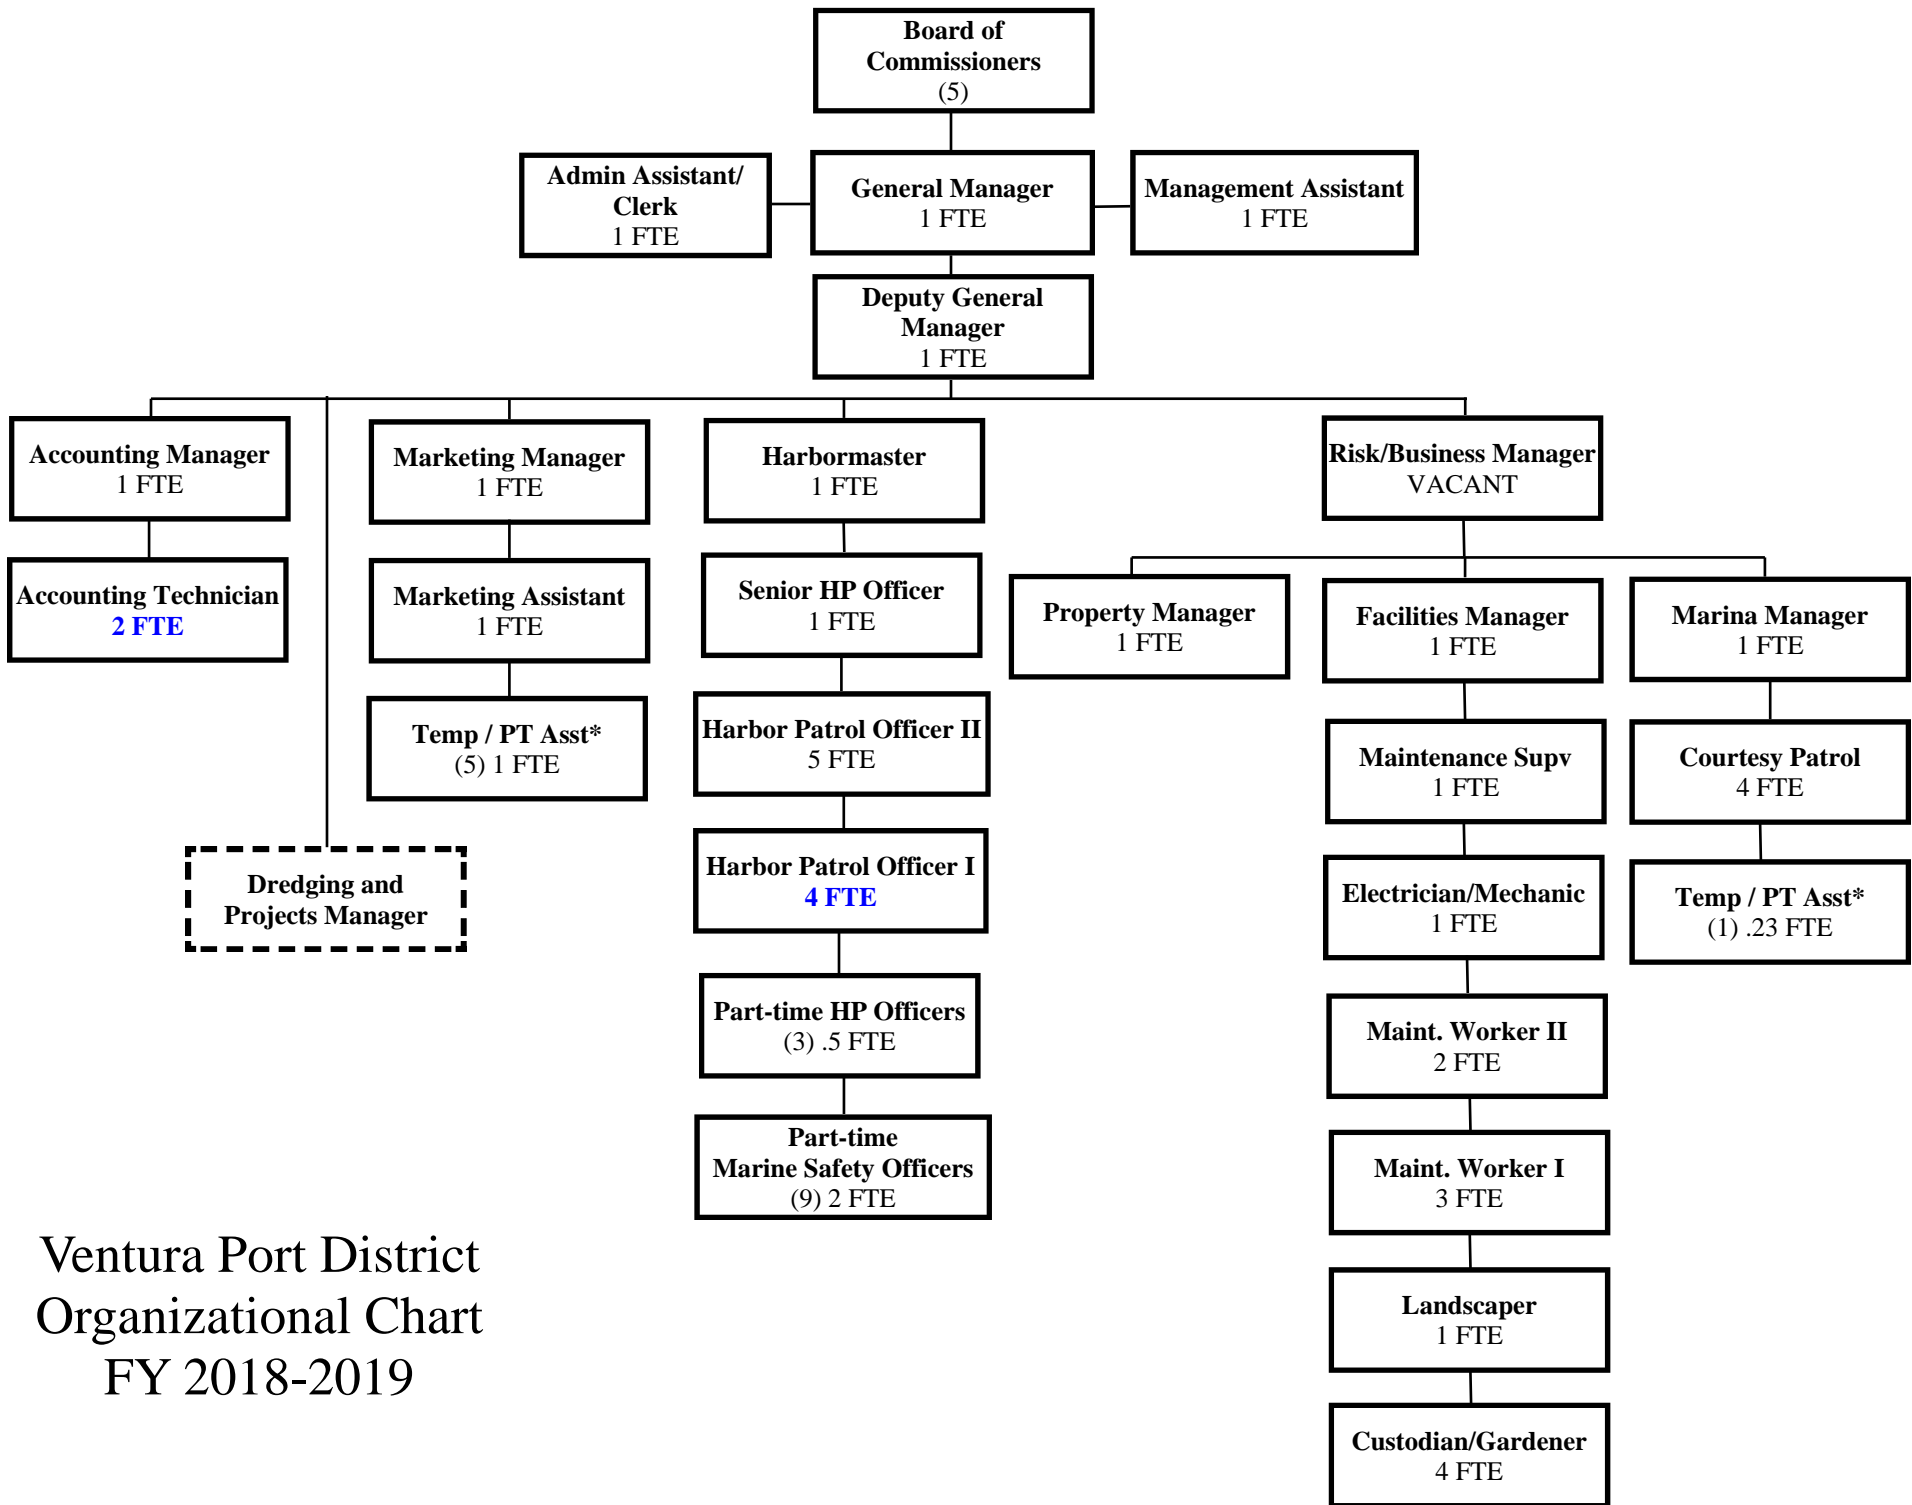 Board of
Commissioners
(5)
Admin Assistant/
Clerk
1 FTE
General Manager
1 FTE
Management Assistant
1 FTE
Deputy General
Manager
1 FTE
Accounting Manager
1 FTE
Marketing Manager
1 FTE
Harbormaster
1 FTE
Risk/Business Manager
VACANT
Accounting Technician
2 FTE
Marketing Assistant
1 FTE
Senior HP Officer
1 FTE
Property Manager
1 FTE
Facilities Manager
1 FTE
Marina Manager
1 FTE
Temp / PT Asst*
(5) 1 FTE
Harbor Patrol Officer II
5 FTE
Maintenance Supv
1 FTE
Courtesy Patrol
4 FTE
Dredging and
Projects Manager
Harbor Patrol Officer I
4 FTE
Electrician/Mechanic
1 FTE
Temp / PT Asst*
(1) .23 FTE
Part-time HP Officers
(3) .5 FTE
Maint. Worker II
2 FTE
Part-time
Marine Safety Officers
(9) 2 FTE
Maint. Worker I
3 FTE
Landscaper
1 FTE
Custodian/Gardener
4 FTE
Ventura Port District
Organizational Chart
FY 2018-2019